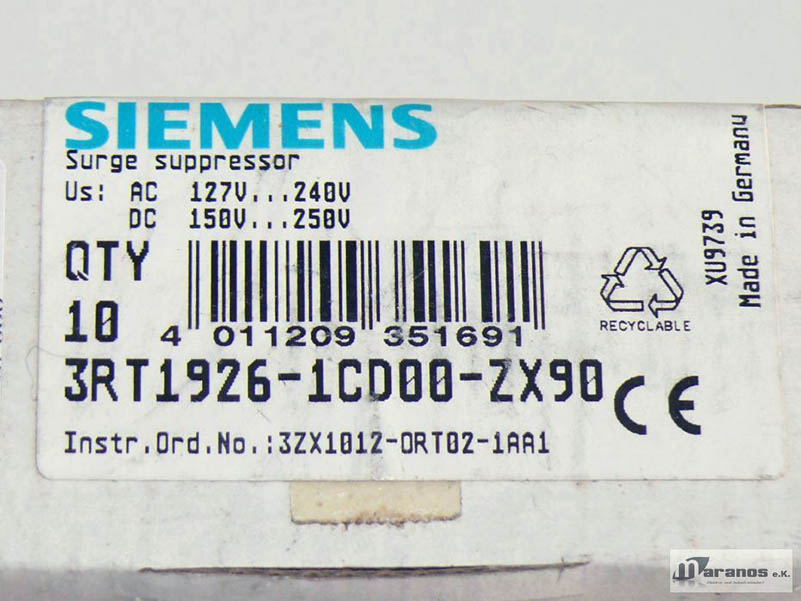 SIEMENS
Surge suppressor
Us: AC 127V...240V
DC 150V...250V
QTY
10
4 011209 351691
3RT1926-1CD00-ZX90
CE
Instr.Ord.No.:3ZX1012-0RT02-1AA1
RECYCLABLE
XU9739
Made in Germany
Maranos e.K.